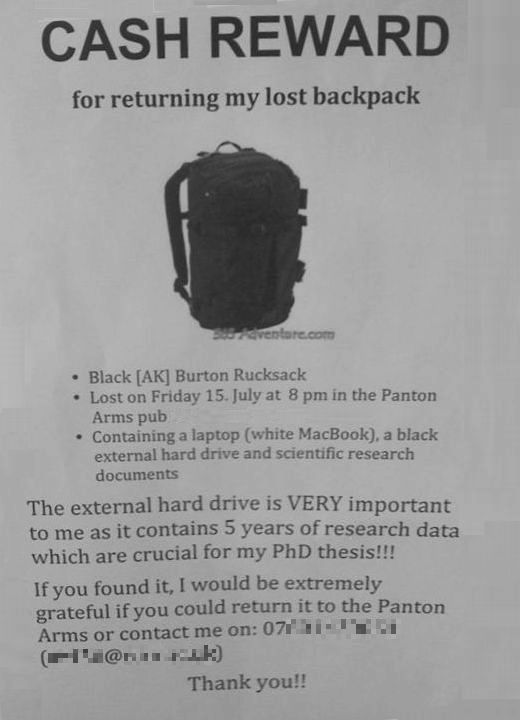 CASH REWARD
for returning my lost backpack
365 Adventure.com
• Black [AK] Burton Rucksack
• Lost on Friday 15. July at 8 pm in the Panton
Arms pub
• Containing a laptop (white MacBook), a black
external hard drive and scientific research
documents
The external hard drive is VERY important
to me as it contains 5 years of research data
which are crucial for my PhD thesis!!!
If you found it, I would be extremely
grateful if you could return it to the Panton
Arms or contact me on: 07
Thank you!!